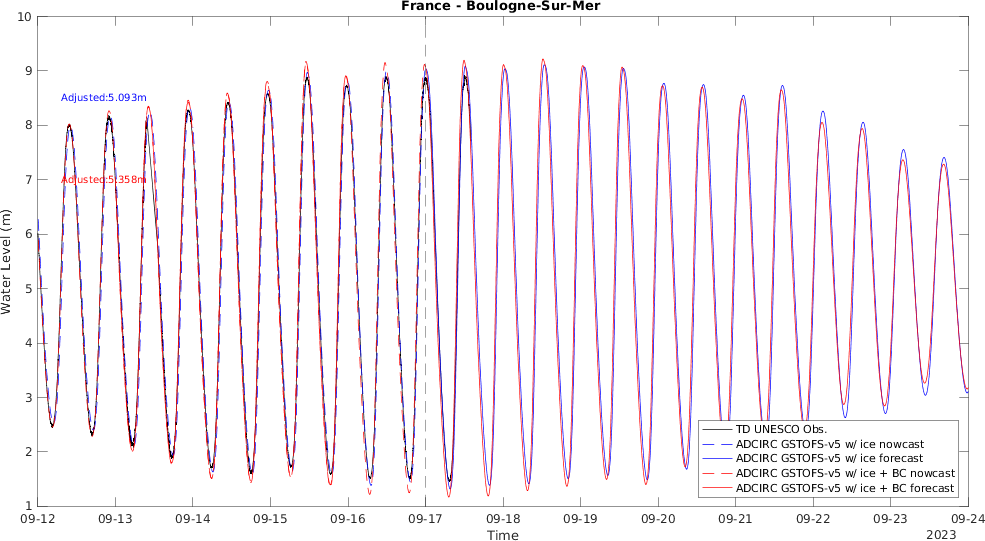 France - Boulogne-Sur-Mer
Water Level (m)
10
9
8
7
6
5
4
3
2
1
Adjusted:5.093m
Adjusted:5.358m
TD UNESCO Obs.
ADCIRC GSTOFS-v5 w/ ice nowcast
ADCIRC GSTOFS-v5 w/ ice forecast
ADCIRC GSTOFS-v5 w/ ice + BC nowcast
ADCIRC GSTOFS-v5 w/ ice + BC forecast
09-12 09-13 09-14 09-15 09-16 09-17 09-18 09-19 09-20 09-21 09-22 09-23 09-24
Time
2023